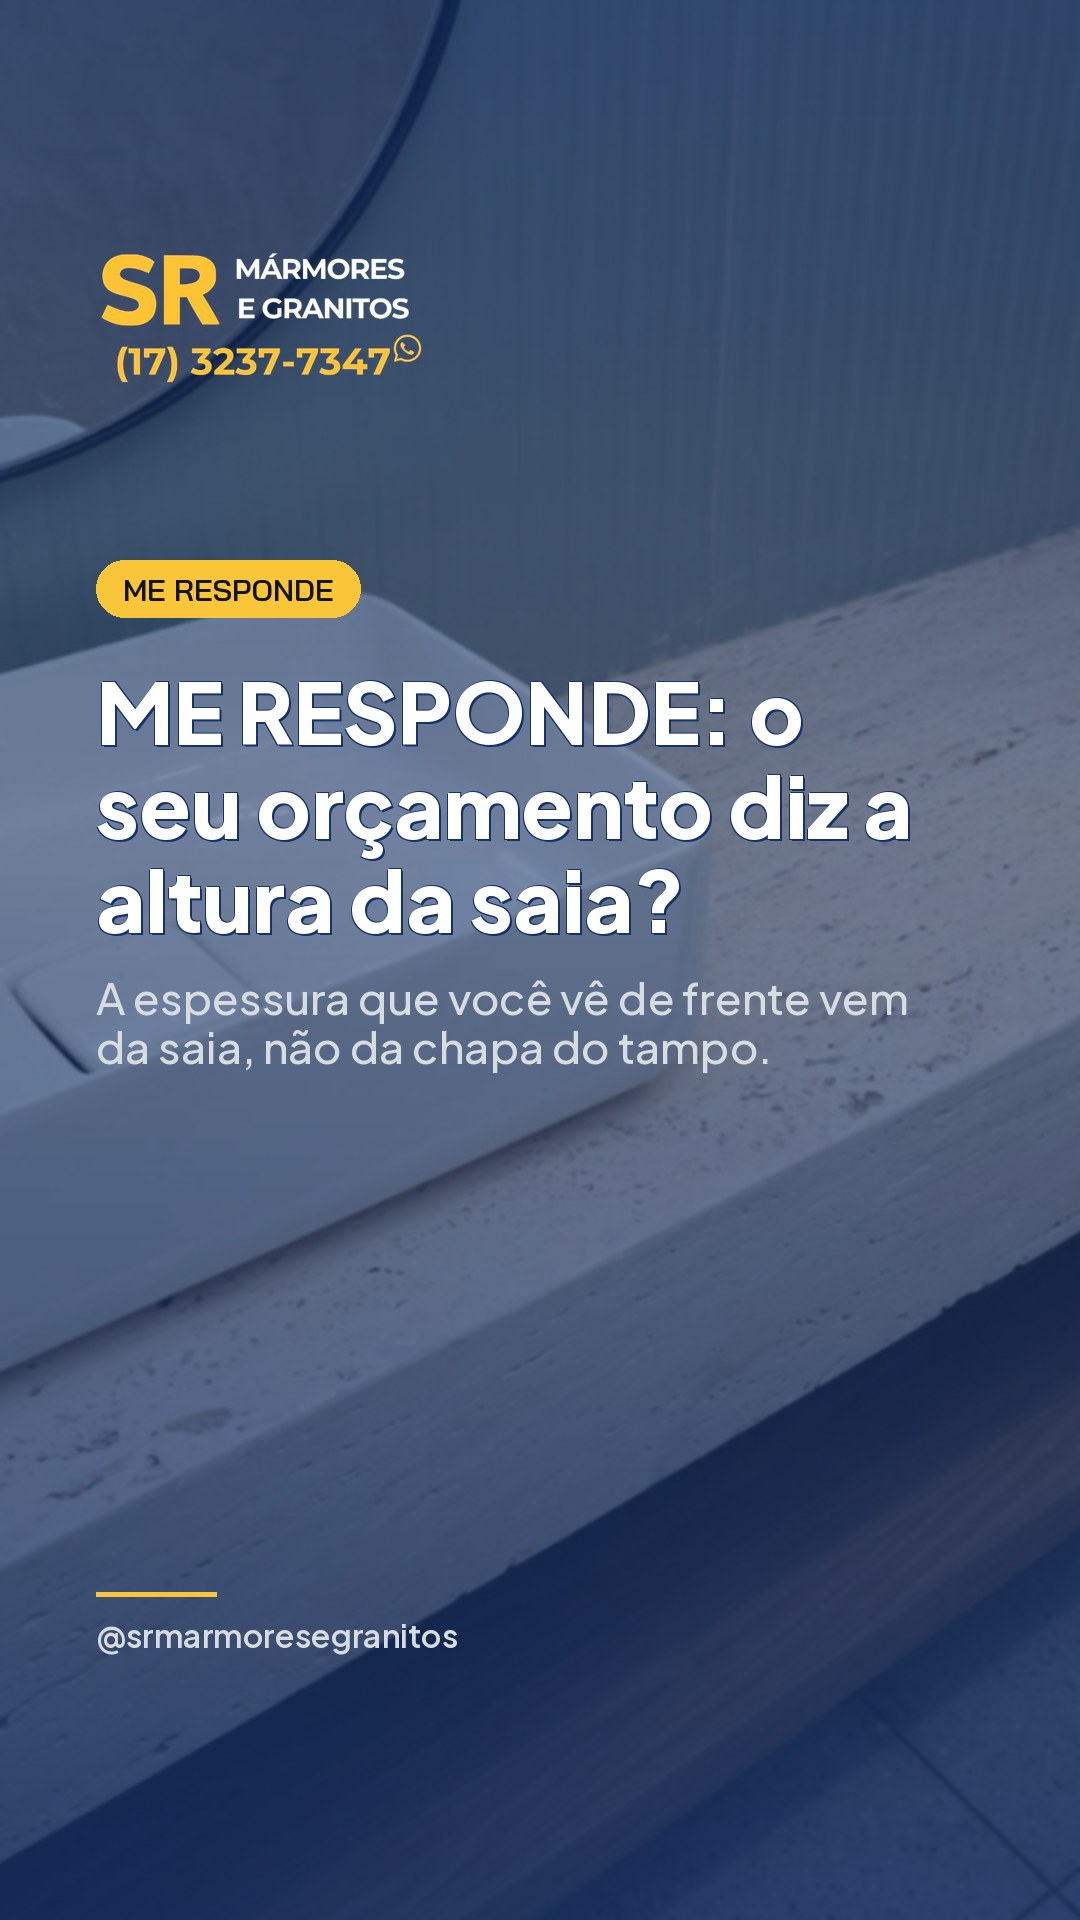 SR MÁRMORES
E GRANITOS
(17) 3237-7347
ME RESPONDE
ME RESPONDE: o
seu orçamento diz a
altura da saia?
A espessura que você vê de frente vem
da saia, não da chapa do tampo.
@srmarmoresegranitos